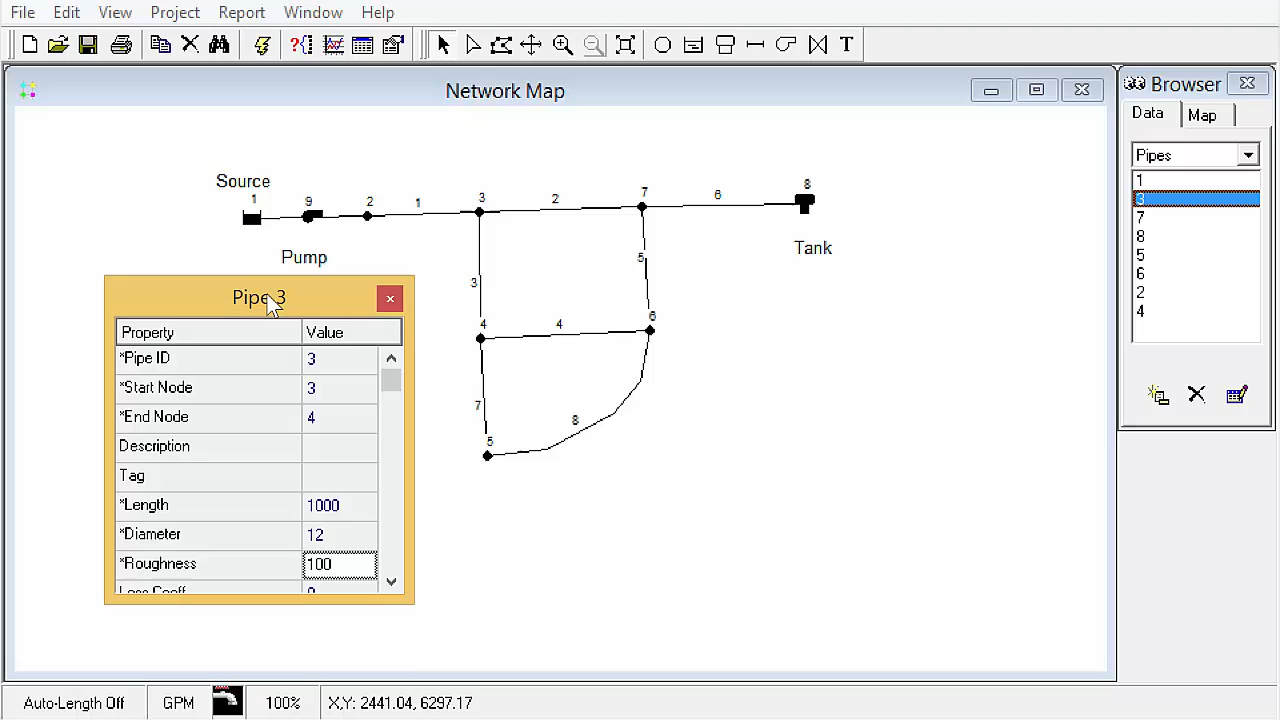 File Edit View Project Report Window Help
T
Network Map
Browser
Data Map
Pipes
1
3
7
8
5
6
2
4
Source
1 9 2 1 3 2 7 6 8
Pump
Tank
3
5
4 4 6
7
8
5
Pipe 3
Property Value
*Pipe ID 3
*Start Node 3
*End Node 4
Description
Tag
*Length 1000
*Diameter 12
*Roughness 100
Loss Coeff. 0
Auto-Length Off GPM 100% X,Y: 2441.04, 6297.17